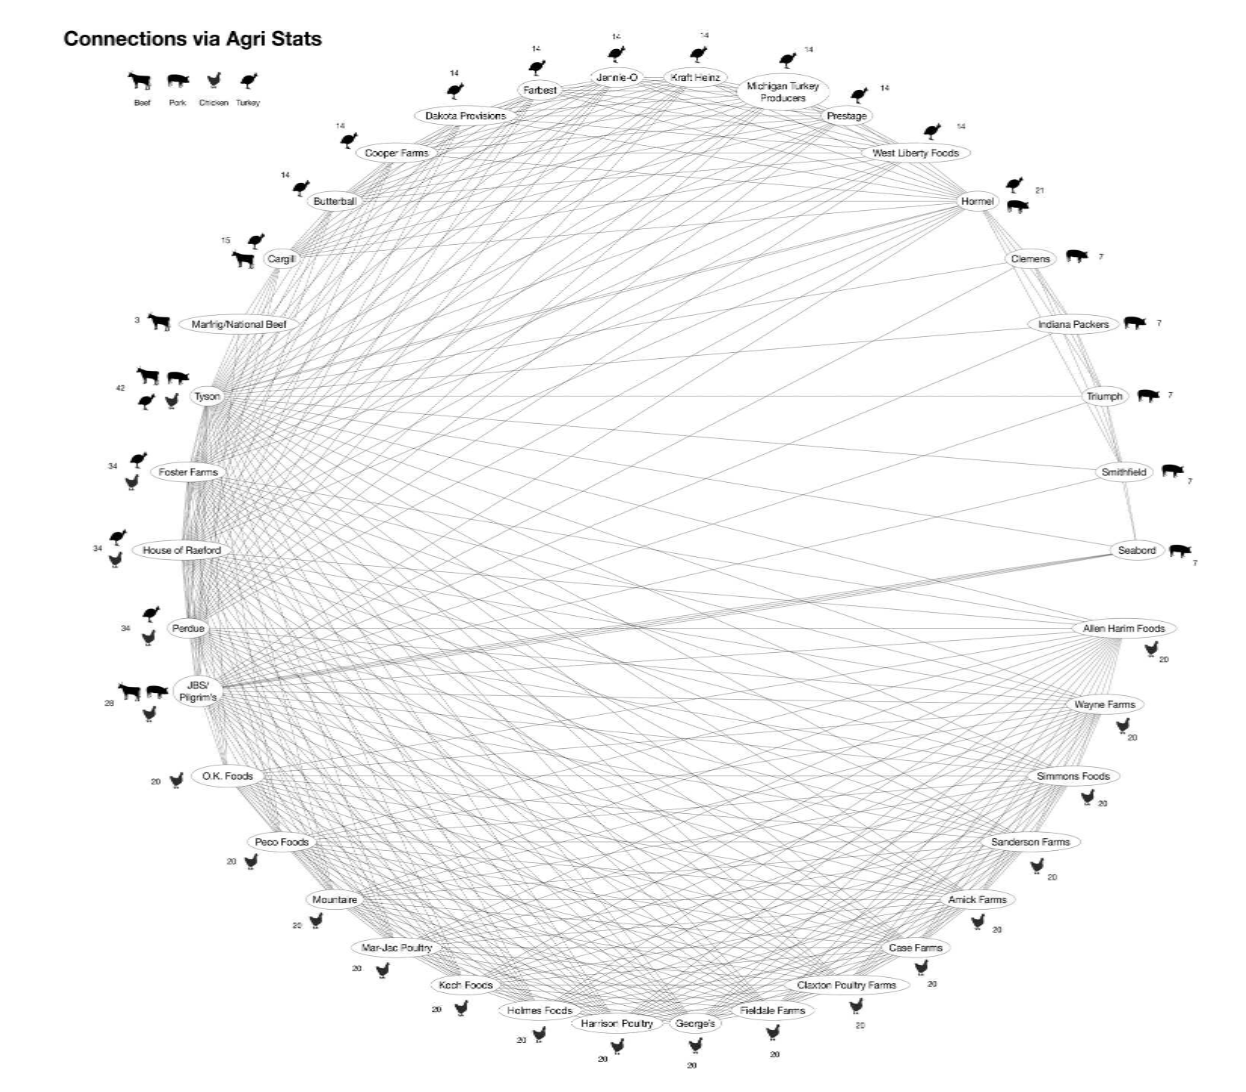 Connections via Agri Stats
Beef Pork Chicken Turkey
14
Jennie-O
14
Kraft Heinz
14
Michigan Turkey
Producers
14
Prestage
14
West Liberty Foods
21
Hormel
Clemens
7
Indiana Packers
7
Triumph
7
Smithfield
7
Seabord
7
Allen Harim Foods
20
Wayne Farms
20
Simmons Foods
20
Sanderson Farms
20
Amick Farms
20
Case Farms
20
Claxton Poultry Farms
20
Fieldale Farms
20
George's
20
Harrison Poultry
20
Holmes Foods
20
Koch Foods
20
Mar-Jac Poultry
20
Mountaire
20
Peco Foods
20
O.K. Foods
20
JBS/
Pilgrim's
28
Perdue
34
House of Raeford
34
Foster Farms
34
Tyson
42
Marfrig/National Beef
3
Cargill
15
Butterball
14
Cooper Farms
14
Dakota Provisions
14
Farbest
14